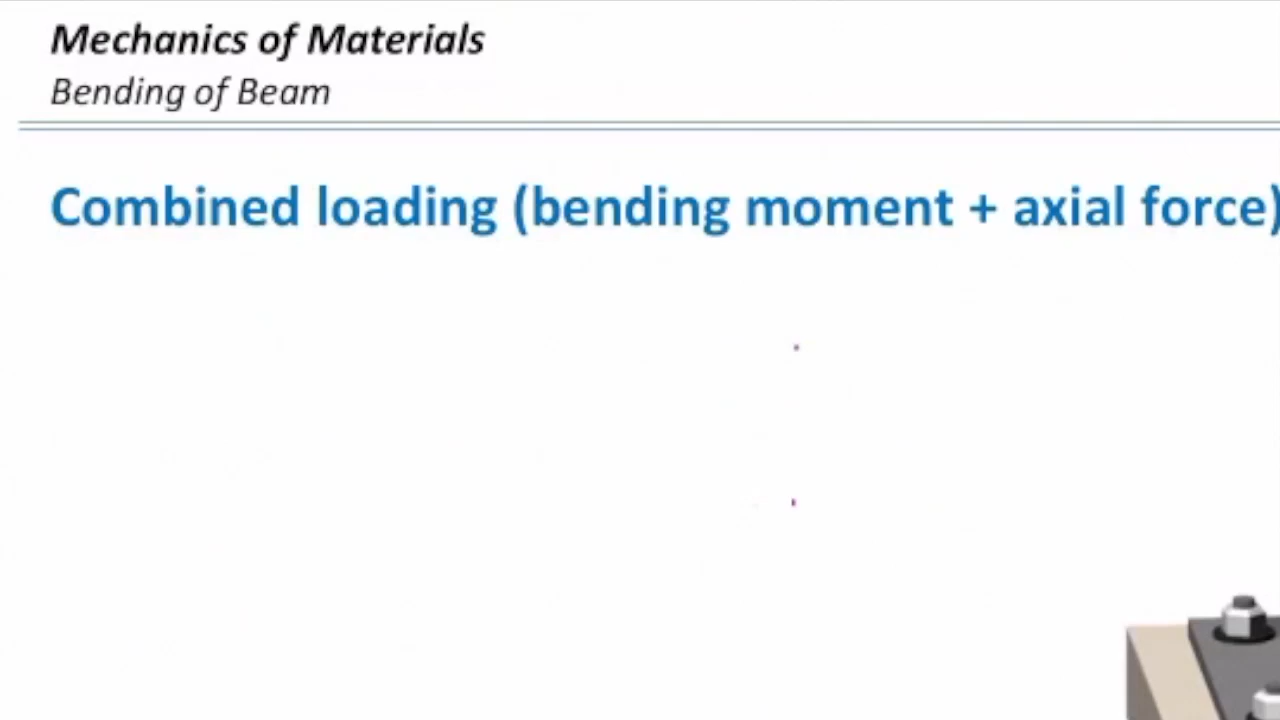 Mechanics of Materials
Bending of Beam
Combined loading (bending moment + axial force)